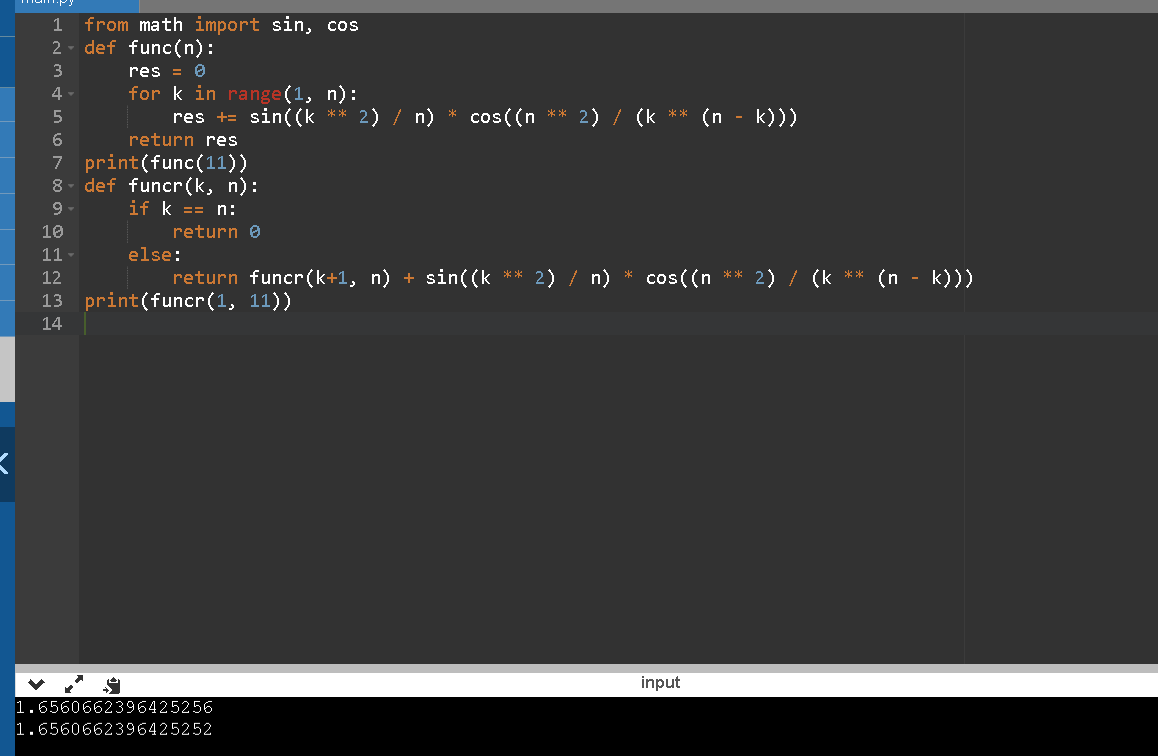 main.py
1 from math import sin, cos
2 def func(n):
3     res = 0
4     for k in range(1, n):
5         res += sin((k ** 2) / n) * cos((n ** 2) / (k ** (n - k)))
6     return res
7 print(func(11))
8 def funcr(k, n):
9     if k == n:
10         return 0
11     else:
12         return funcr(k+1, n) + sin((k ** 2) / n) * cos((n ** 2) / (k ** (n - k)))
13 print(funcr(1, 11))
14
input
1.6560662396425256
1.6560662396425252